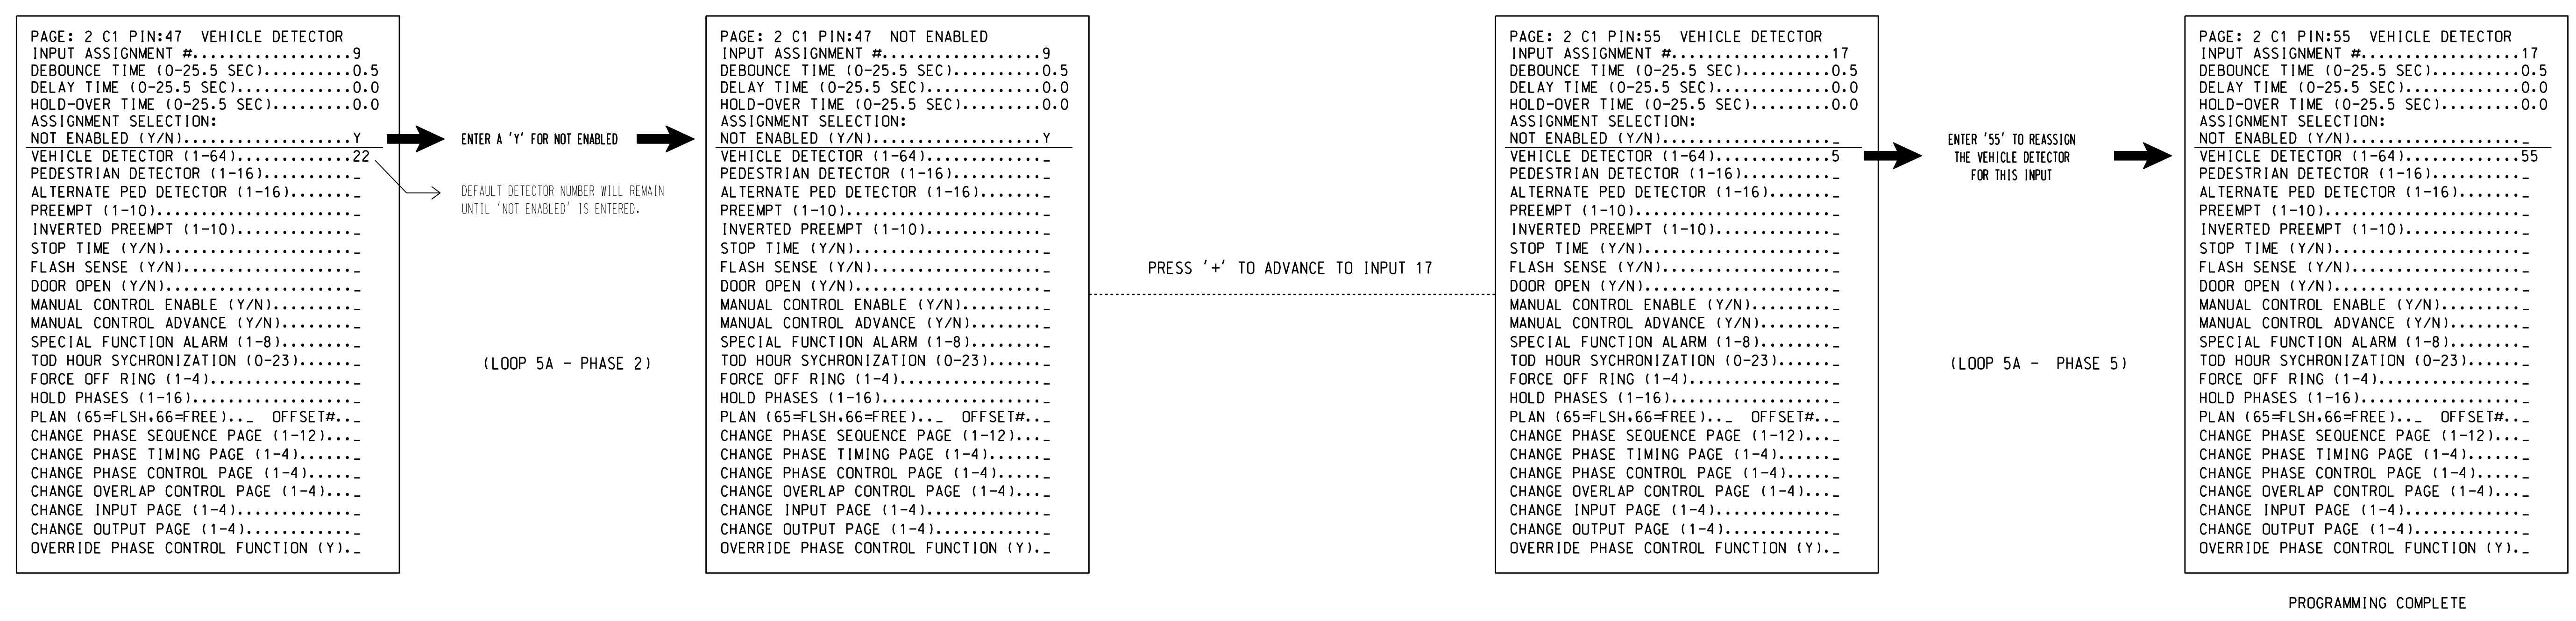 PAGE: 2 C1 PIN:47  VEHICLE DETECTOR
INPUT ASSIGNMENT #..................9
DEBOUNCE TIME (0-25.5 SEC)..........0.5
DELAY TIME (0-25.5 SEC).............0.0
HOLD-OVER TIME (0-25.5 SEC).........0.0
ASSIGNMENT SELECTION:
NOT ENABLED (Y/N)...................Y
VEHICLE DETECTOR (1-64).............22
PEDESTRIAN DETECTOR (1-16)..........._
ALTERNATE PED DETECTOR (1-16)........_
PREEMPT (1-10)......................._
INVERTED PREEMPT (1-10).............._
STOP TIME (Y/N)......................_
FLASH SENSE (Y/N)...................._
DOOR OPEN (Y/N)......................_
MANUAL CONTROL ENABLE (Y/N)........._
MANUAL CONTROL ADVANCE (Y/N)........_
SPECIAL FUNCTION ALARM (1-8)........_
TOD HOUR SYCHRONIZATION (0-23)......_
FORCE OFF RING (1-4)................_
HOLD PHASES (1-16).................._
PLAN (65=FLSH,66=FREE).._  OFFSET#.._
CHANGE PHASE SEQUENCE PAGE (1-12)..._
CHANGE PHASE TIMING PAGE (1-4)......_
CHANGE PHASE CONTROL PAGE (1-4)....._
CHANGE OVERLAP CONTROL PAGE (1-4)..._
CHANGE INPUT PAGE (1-4)............._
CHANGE OUTPUT PAGE (1-4)............_
OVERRIDE PHASE CONTROL FUNCTION (Y)._
ENTER A 'Y' FOR NOT ENABLED
DEFAULT DETECTOR NUMBER WILL REMAIN
UNTIL 'NOT ENABLED' IS ENTERED.
(LOOP 5A - PHASE 2)
PAGE: 2 C1 PIN:47  NOT ENABLED
INPUT ASSIGNMENT #..................9
DEBOUNCE TIME (0-25.5 SEC)..........0.5
DELAY TIME (0-25.5 SEC).............0.0
HOLD-OVER TIME (0-25.5 SEC).........0.0
ASSIGNMENT SELECTION:
NOT ENABLED (Y/N)...................Y
VEHICLE DETECTOR (1-64)............._
PEDESTRIAN DETECTOR (1-16).........._
ALTERNATE PED DETECTOR (1-16)......._
PREEMPT (1-10)......................_
INVERTED PREEMPT (1-10)............._
STOP TIME (Y/N)....................._
FLASH SENSE (Y/N)..................._
DOOR OPEN (Y/N)....................._
MANUAL CONTROL ENABLE (Y/N)........._
MANUAL CONTROL ADVANCE (Y/N)........_
SPECIAL FUNCTION ALARM (1-8)........_
TOD HOUR SYCHRONIZATION (0-23)......_
FORCE OFF RING (1-4)................_
HOLD PHASES (1-16).................._
PLAN (65=FLSH,66=FREE).._  OFFSET#.._
CHANGE PHASE SEQUENCE PAGE (1-12)..._
CHANGE PHASE TIMING PAGE (1-4)......_
CHANGE PHASE CONTROL PAGE (1-4)....._
CHANGE OVERLAP CONTROL PAGE (1-4)..._
CHANGE INPUT PAGE (1-4)............._
CHANGE OUTPUT PAGE (1-4)............_
OVERRIDE PHASE CONTROL FUNCTION (Y)._
PRESS '+' TO ADVANCE TO INPUT 17
PAGE: 2 C1 PIN:55  VEHICLE DETECTOR
INPUT ASSIGNMENT #..................17
DEBOUNCE TIME (0-25.5 SEC)..........0.5
DELAY TIME (0-25.5 SEC).............0.0
HOLD-OVER TIME (0-25.5 SEC).........0.0
ASSIGNMENT SELECTION:
NOT ENABLED (Y/N)..................._
VEHICLE DETECTOR (1-64).............5
PEDESTRIAN DETECTOR (1-16).........._
ALTERNATE PED DETECTOR (1-16)......._
PREEMPT (1-10)......................_
INVERTED PREEMPT (1-10)............._
STOP TIME (Y/N)....................._
FLASH SENSE (Y/N)..................._
DOOR OPEN (Y/N)....................._
MANUAL CONTROL ENABLE (Y/N)........._
MANUAL CONTROL ADVANCE (Y/N)........_
SPECIAL FUNCTION ALARM (1-8)........_
TOD HOUR SYCHRONIZATION (0-23)......_
FORCE OFF RING (1-4)................_
HOLD PHASES (1-16).................._
PLAN (65=FLSH,66=FREE).._  OFFSET#.._
CHANGE PHASE SEQUENCE PAGE (1-12)..._
CHANGE PHASE TIMING PAGE (1-4)......_
CHANGE PHASE CONTROL PAGE (1-4)....._
CHANGE OVERLAP CONTROL PAGE (1-4)..._
CHANGE INPUT PAGE (1-4)............._
CHANGE OUTPUT PAGE (1-4)............_
OVERRIDE PHASE CONTROL FUNCTION (Y)._
ENTER '55' TO REASSIGN
THE VEHICLE DETECTOR
FOR THIS INPUT
(LOOP 5A - PHASE 5)
PAGE: 2 C1 PIN:55  VEHICLE DETECTOR
INPUT ASSIGNMENT #..................17
DEBOUNCE TIME (0-25.5 SEC)..........0.5
DELAY TIME (0-25.5 SEC).............0.0
HOLD-OVER TIME (0-25.5 SEC).........0.0
ASSIGNMENT SELECTION:
NOT ENABLED (Y/N)..................._
VEHICLE DETECTOR (1-64).............55
PEDESTRIAN DETECTOR (1-16).........._
ALTERNATE PED DETECTOR (1-16)......._
PREEMPT (1-10)......................_
INVERTED PREEMPT (1-10)............._
STOP TIME (Y/N)....................._
FLASH SENSE (Y/N)..................._
DOOR OPEN (Y/N)....................._
MANUAL CONTROL ENABLE (Y/N)........._
MANUAL CONTROL ADVANCE (Y/N)........_
SPECIAL FUNCTION ALARM (1-8)........_
TOD HOUR SYCHRONIZATION (0-23)......_
FORCE OFF RING (1-4)................_
HOLD PHASES (1-16).................._
PLAN (65=FLSH,66=FREE).._  OFFSET#.._
CHANGE PHASE SEQUENCE PAGE (1-12)..._
CHANGE PHASE TIMING PAGE (1-4)......_
CHANGE PHASE CONTROL PAGE (1-4)....._
CHANGE OVERLAP CONTROL PAGE (1-4)..._
CHANGE INPUT PAGE (1-4)............._
CHANGE OUTPUT PAGE (1-4)............_
OVERRIDE PHASE CONTROL FUNCTION (Y)._
PROGRAMMING COMPLETE